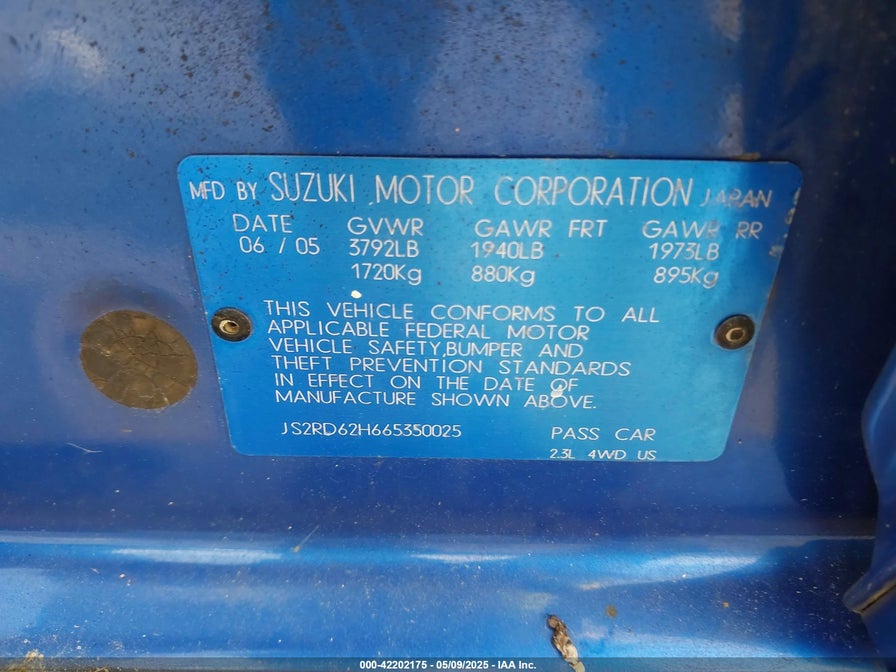 MFD BY SUZUKI MOTOR CORPORATION JAPAN
DATE GVWR GAWR FRT GAWR RR
06 / 05 3792LB 1940LB 1973LB
1720Kg 880Kg 895Kg
THIS VEHICLE CONFORMS TO ALL
APPLICABLE FEDERAL MOTOR
VEHICLE SAFETY,BUMPER AND
THEFT PREVENTION STANDARDS
IN EFFECT ON THE DATE OF
MANUFACTURE SHOWN ABOVE.
JS2RD62H665350025 PASS CAR
2.3L 4WD US
000-42202175 - 05/09/2025 - IAA Inc.